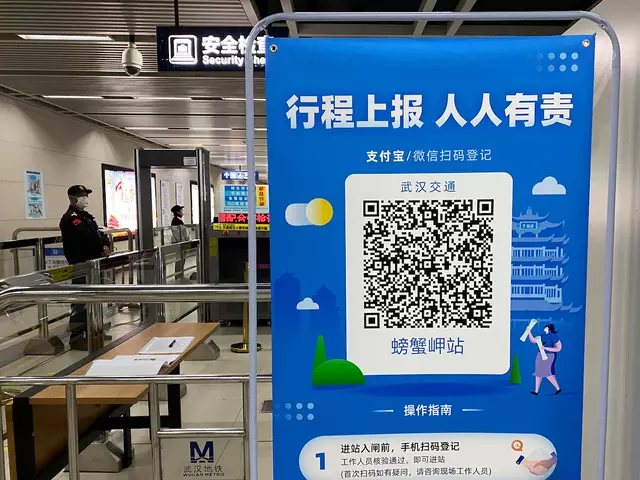 安全检查
Security Che
行程上报 人人有责
支付宝/微信扫码登记
武汉交通
螃蟹岬站
操作指南
1
进站入闸前，手机扫码登记
工作人员核验通过，即可进站
(首次扫码如有疑问，请咨询现场工作人员)
武汉地铁
WUHAN METRO